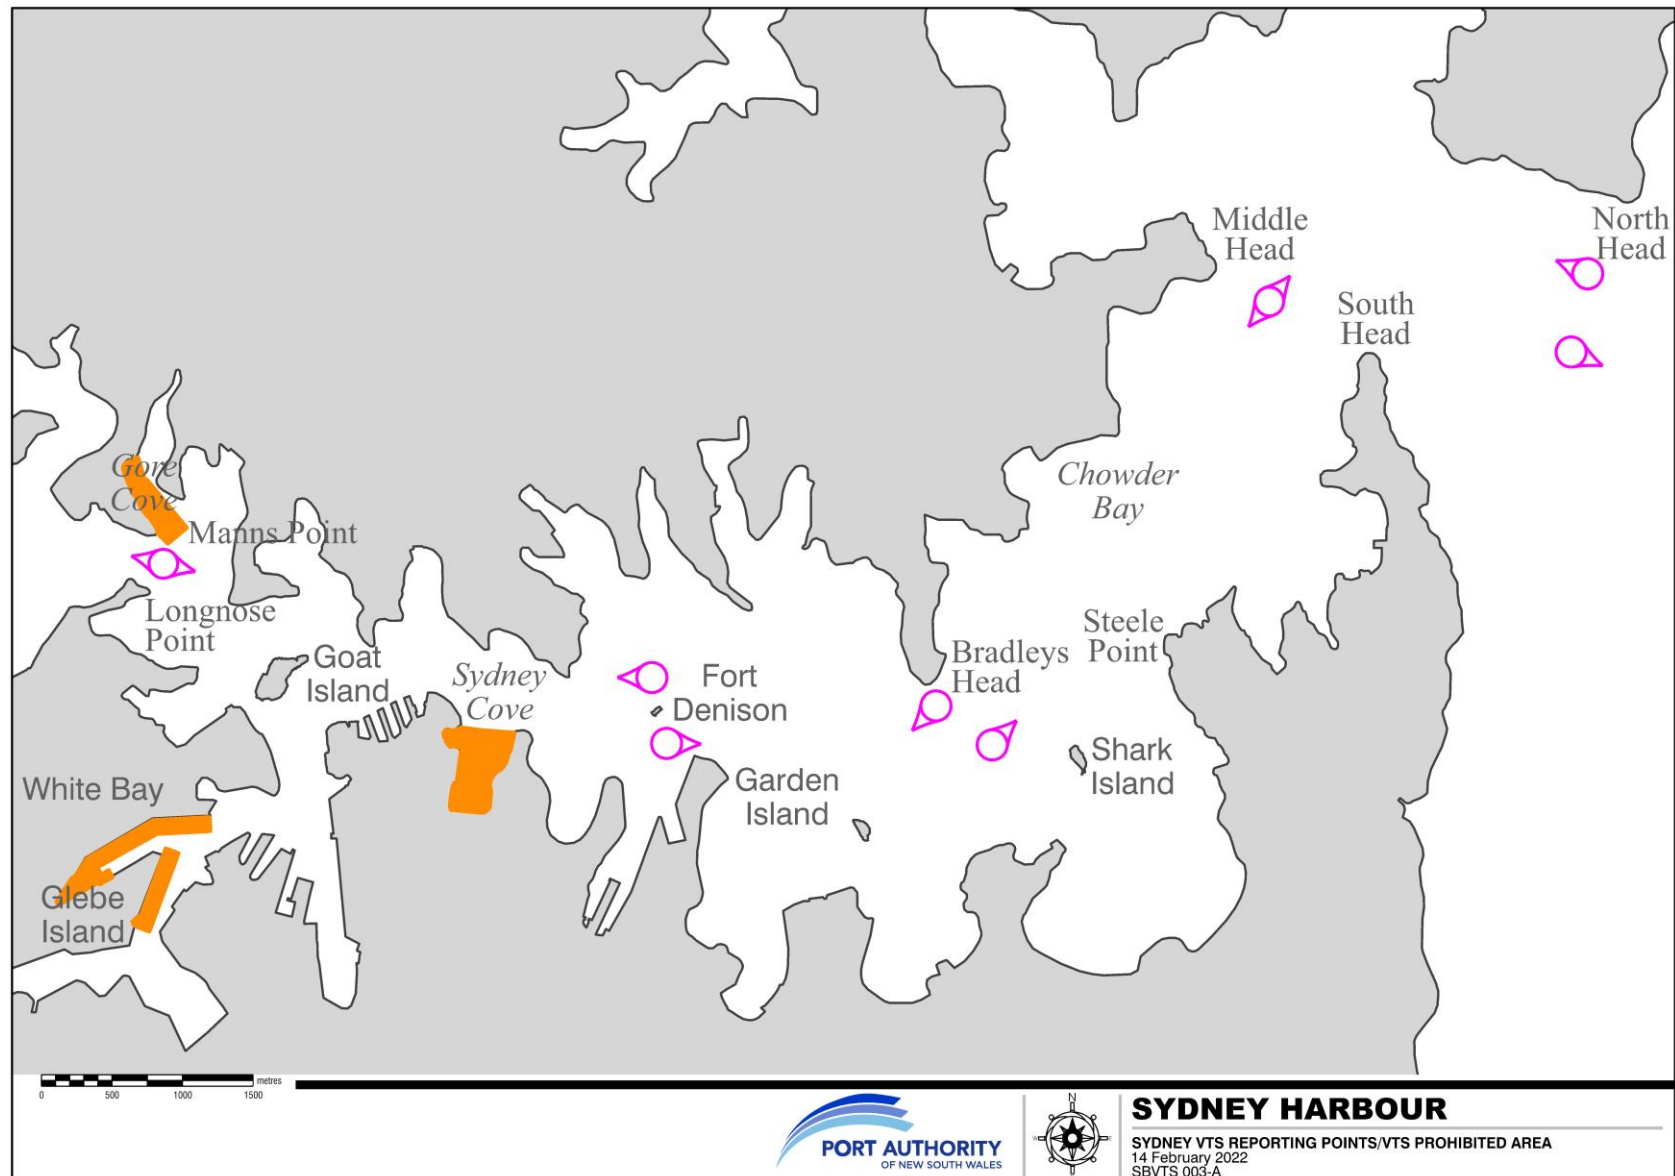 Middle
Head
North
Head
South
Head
Gore
Cove
Chowder
Bay
Manns Point
Longnose
Point
Steele
Point
Goat
Island
Sydney
Cove
Fort
Denison
Bradleys
Head
Shark
Island
Garden
Island
White Bay
Glebe
Island
metres
0 500 1000 1500
PORT AUTHORITY
OF NEW SOUTH WALES
N
W E
SYDNEY HARBOUR
SYDNEY VTS REPORTING POINTS/VTS PROHIBITED AREA
14 February 2022
SBVTS 003-A